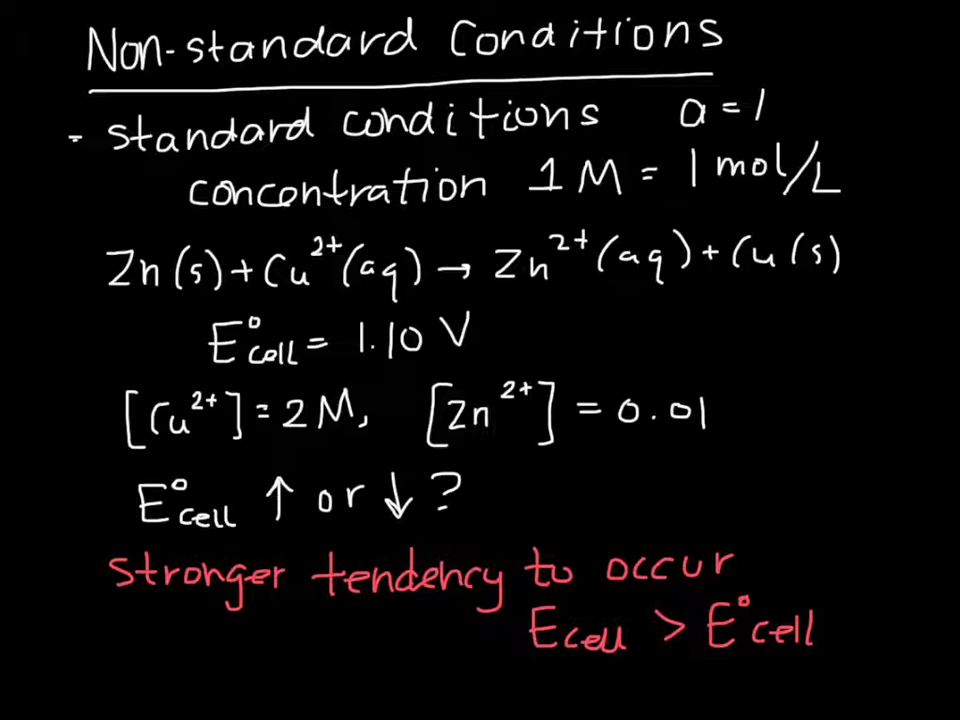 Non-standard Conditions
- standard conditions a = 1
concentration 1 M = 1 mol/L
Zn(s) + Cu²⁺(aq) → Zn²⁺(aq) + Cu(s)
E°cell = 1.10 V
[Cu²⁺] = 2 M, [Zn²⁺] = 0.01
E°cell ↑ or ↓ ?
stronger tendency to occur
Ecell > E°cell